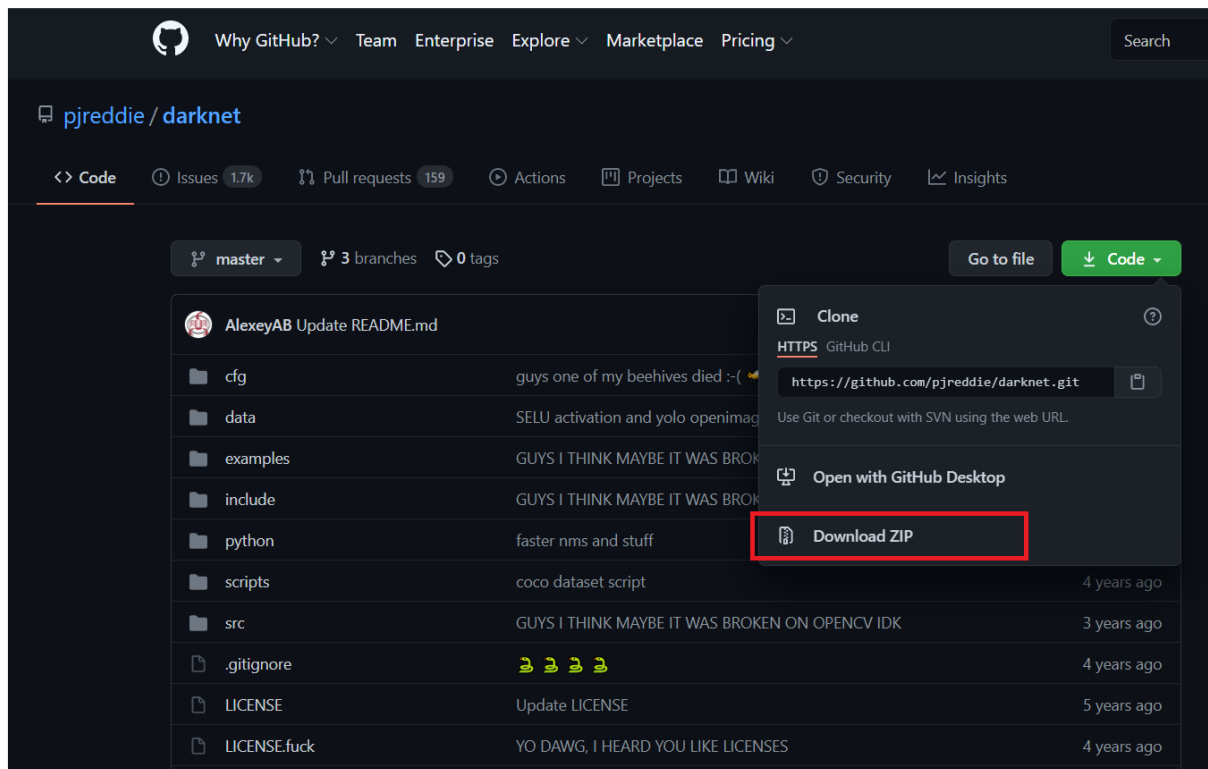 Why GitHub? Team Enterprise Explore Marketplace Pricing Search
pjreddie / darknet
<> Code Issues 1.7k Pull requests 159 Actions Projects Wiki Security Insights
master 3 branches 0 tags Go to file Code
AlexeyAB Update README.md
Clone
HTTPS GitHub CLI
https://github.com/pjreddie/darknet.git
Use Git or checkout with SVN using the web URL.
Open with GitHub Desktop
Download ZIP
cfg guys one of my beehives died :-(
data SELU activation and yolo openimag
examples GUYS I THINK MAYBE IT WAS BROK
include GUYS I THINK MAYBE IT WAS BROK
python faster nms and stuff
scripts coco dataset script 4 years ago
src GUYS I THINK MAYBE IT WAS BROKEN ON OPENCV IDK 3 years ago
.gitignore 4 years ago
LICENSE Update LICENSE 5 years ago
LICENSE.fuck YO DAWG, I HEARD YOU LIKE LICENSES 4 years ago